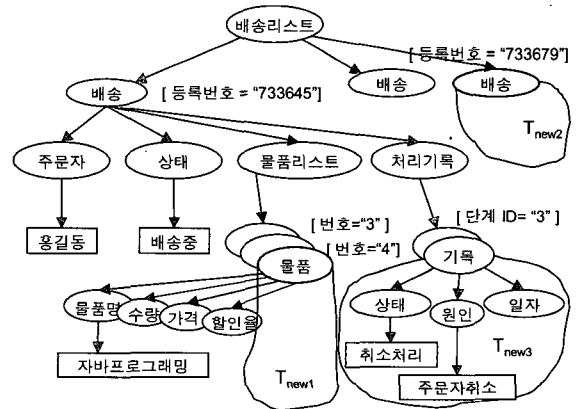 배송리스트
[ 등록번호 = “733679”]
배송
[ 등록번호 = “733645”]
배송
배송
T new2
주문자
상태
물품리스트
처리기록
용길동
배송중
[ 번호=“3”]
[ 번호=“4”]
물품
[ 단계 ID= “3”]
기록
물품명
수량
가격
할인율
상태
원인
일자
자바프로그래밍
취소처리
주문자취소
T new1
T new3